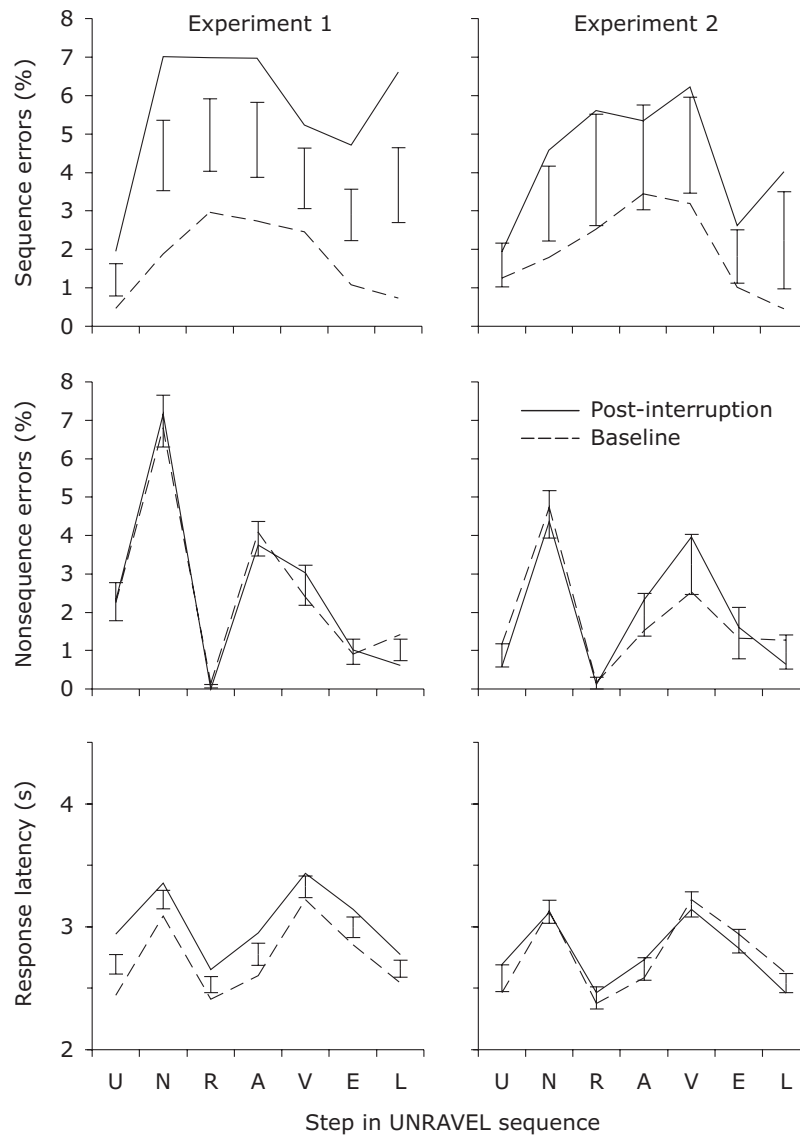 Experiment 1
Experiment 2
Sequence errors (%)
8
7
6
5
4
3
2
1
0
Nonsequence errors (%)
8
7
6
5
4
3
2
1
0
Post-interruption
Baseline
Response latency (s)
4
3
2
U N R A V E L
U N R A V E L
Step in UNRAVEL sequence